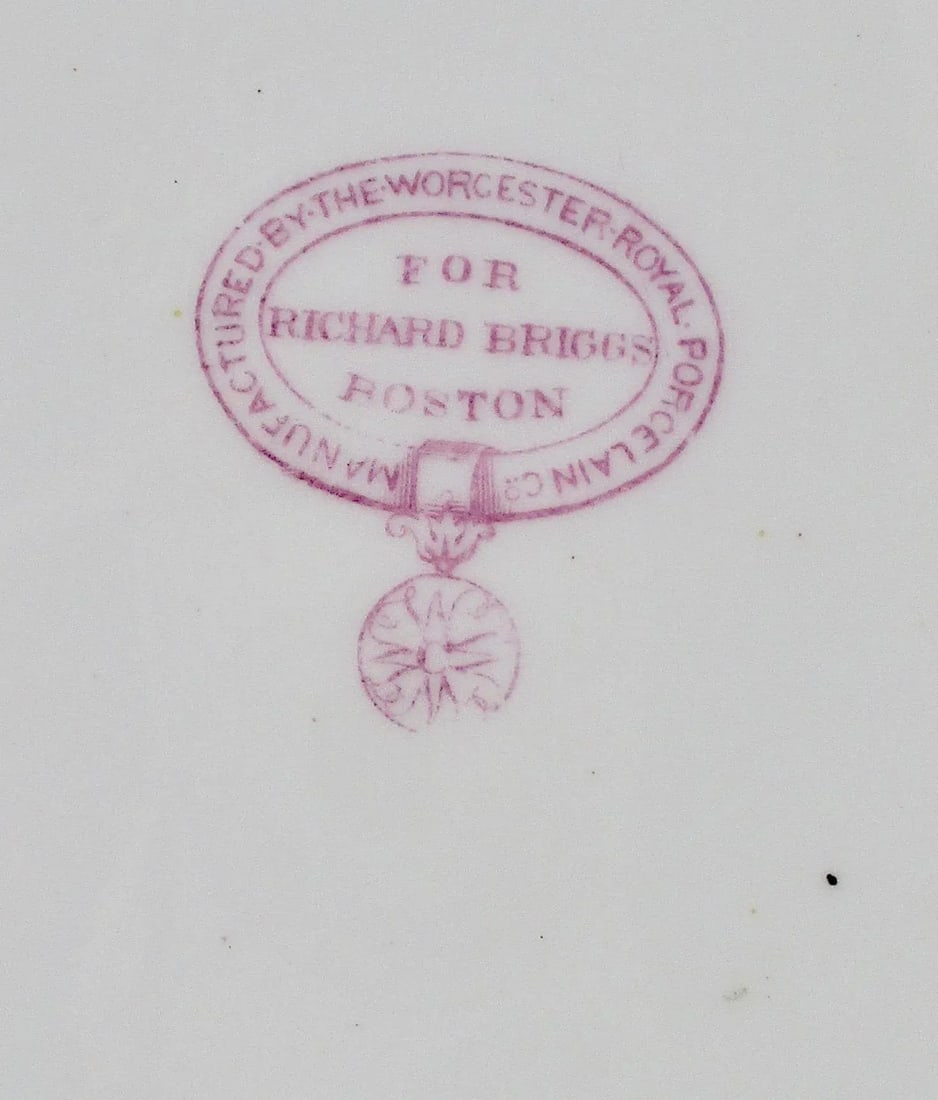 MANUFACTURED·BY·THE·WORCESTER·ROYAL·PORCELAIN Co.
FOR
RICHARD BRIGGS
BOSTON